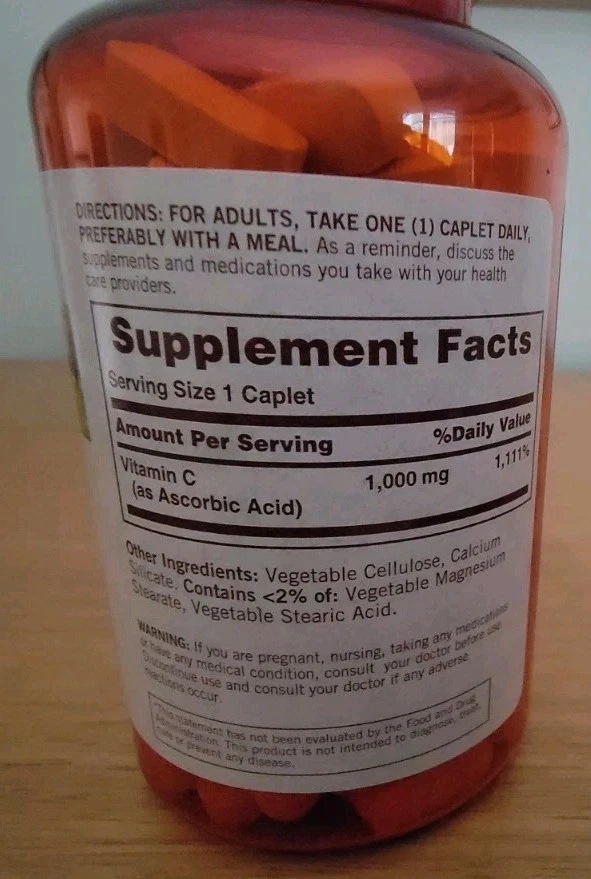 DIRECTIONS: FOR ADULTS, TAKE ONE (1) CAPLET DAILY,
PREFERABLY WITH A MEAL. As a reminder, discuss the
supplements and medications you take with your health
care providers.
Supplement Facts
Serving Size 1 Caplet
Amount Per Serving %Daily Value
Vitamin C 1,000 mg 1,111%
(as Ascorbic Acid)
Other Ingredients: Vegetable Cellulose, Calcium
Silicate. Contains <2% of: Vegetable Magnesium
Stearate, Vegetable Stearic Acid.
WARNING: If you are pregnant, nursing, taking any medications
or have any medical condition, consult your doctor before use.
Discontinue use and consult your doctor if any adverse
reactions occur.
*This statement has not been evaluated by the Food and Drug
Administration. This product is not intended to diagnose, treat,
cure or prevent any disease.